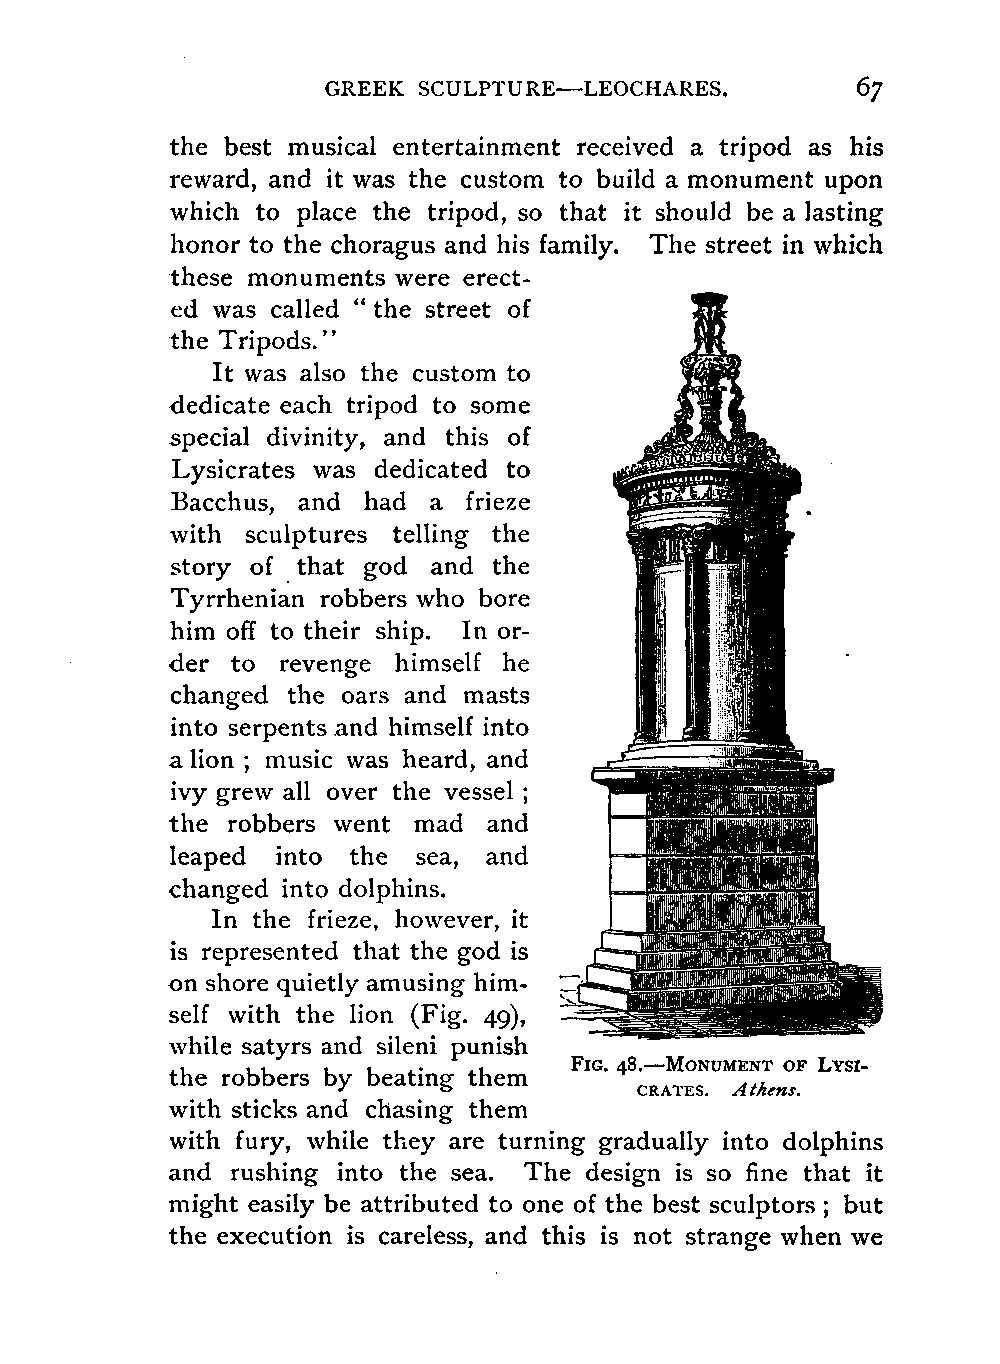 GREEK SCULPTURE—LEOCHARES. 67
the best musical entertainment received a tripod as his
reward, and it was the custom to build a monument upon
which to place the tripod, so that it should be a lasting
honor to the choragus and his family. The street in which
these monuments were erect-
ed was called “the street of
the Tripods.”
It was also the custom to
dedicate each tripod to some
special divinity, and this of
Lysicrates was dedicated to
Bacchus, and had a frieze
with sculptures telling the
story of that god and the
Tyrrhenian robbers who bore
him off to their ship. In or-
der to revenge himself he
changed the oars and masts
into serpents and himself into
a lion ; music was heard, and
ivy grew all over the vessel ;
the robbers went mad and
leaped into the sea, and
changed into dolphins.
In the frieze, however, it
is represented that the god is
on shore quietly amusing him-
self with the lion (Fig. 49),
while satyrs and sileni punish
the robbers by beating them
with sticks and chasing them
with fury, while they are turning gradually into dolphins
and rushing into the sea. The design is so fine that it
might easily be attributed to one of the best sculptors ; but
the execution is careless, and this is not strange when we
FIG. 48.—MONUMENT OF LYSI-
CRATES. Athens.